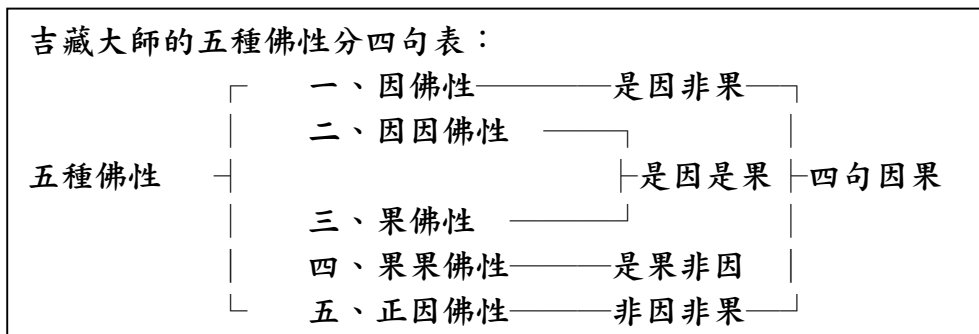 吉藏大師的五種佛性分四句表：
一、因佛性 是因非果
二、因因佛性
五種佛性 是因是果 四句因果
三、果佛性
四、果果佛性 是果非因
五、正因佛性 非因非果